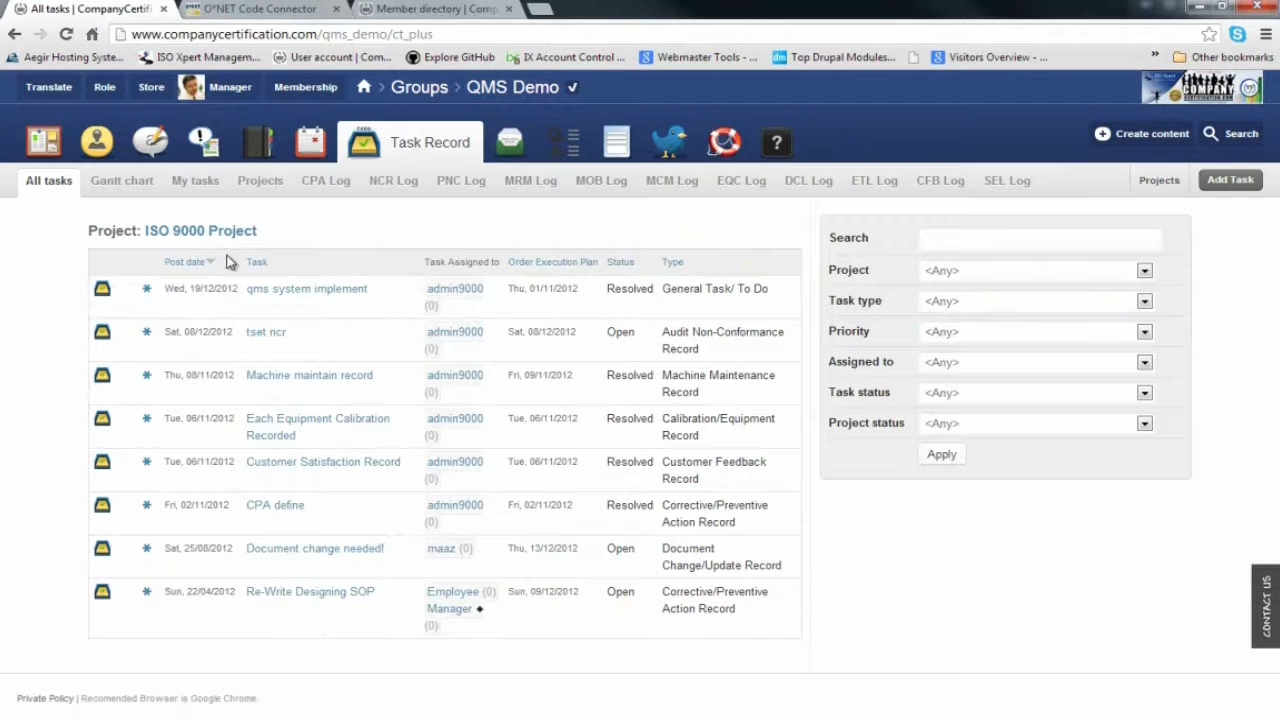 All tasks | CompanyCertifi
O*NET Code Connector
Member directory | Comp
www.companycertification.com/qms_demo/ct_plus
Aegir Hosting Syste...
ISO Xpert Managem...
User account | Com...
Explore GitHub
IX Account Control ...
Webmaster Tools - ...
Top Drupal Modules...
Visitors Overview - ...
»
Other bookmarks
Translate
Role
Store
Manager
Membership
Groups
QMS Demo
COMPANY
TODO
Task Record
?
Create content
Search
All tasks
Gantt chart
My tasks
Projects
CPA Log
NCR Log
PNC Log
MRM Log
MOB Log
MCM Log
EQC Log
DCL Log
ETL Log
CFB Log
SEL Log
Projects
Add Task
Project: ISO 9000 Project
Post date Task Task Assigned to Order Execution Plan Status Type
Wed, 19/12/2012 qms system implement admin9000 Thu, 01/11/2012 Resolved General Task/ To Do
(0)
Sat, 08/12/2012 tset ncr admin9000 Sat, 08/12/2012 Open Audit Non-Conformance
(0) Record
Thu, 08/11/2012 Machine maintain record admin9000 Fri, 09/11/2012 Resolved Machine Maintenance
(0) Record
Tue, 06/11/2012 Each Equipment Calibration admin9000 Tue, 06/11/2012 Resolved Calibration/Equipment
Recorded (0) Record
Tue, 06/11/2012 Customer Satisfaction Record admin9000 Tue, 06/11/2012 Resolved Customer Feedback
(0) Record
Fri, 02/11/2012 CPA define admin9000 Fri, 02/11/2012 Resolved Corrective/Preventive
(0) Action Record
Sat, 25/08/2012 Document change needed! maaz (0) Thu, 13/12/2012 Open Document
Change/Update Record
Sun, 22/04/2012 Re-Write Designing SOP Employee (0) Sun, 09/12/2012 Open Corrective/Preventive
Manager Action Record
(0)
Search
Project <Any>
Task type <Any>
Priority <Any>
Assigned to <Any>
Task status <Any>
Project status <Any>
Apply
CONTACT US
Private Policy | Recomended Browser is Google Chrome.